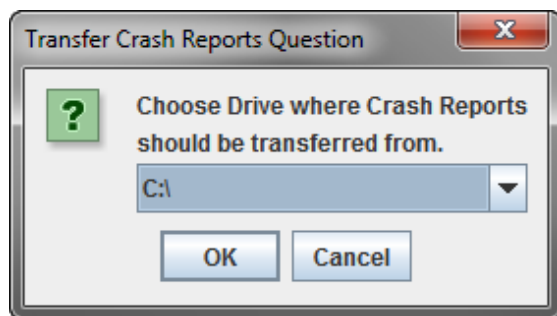 Transfer Crash Reports Question
Choose Drive where Crash Reports
should be transferred from.
C:\
OK Cancel